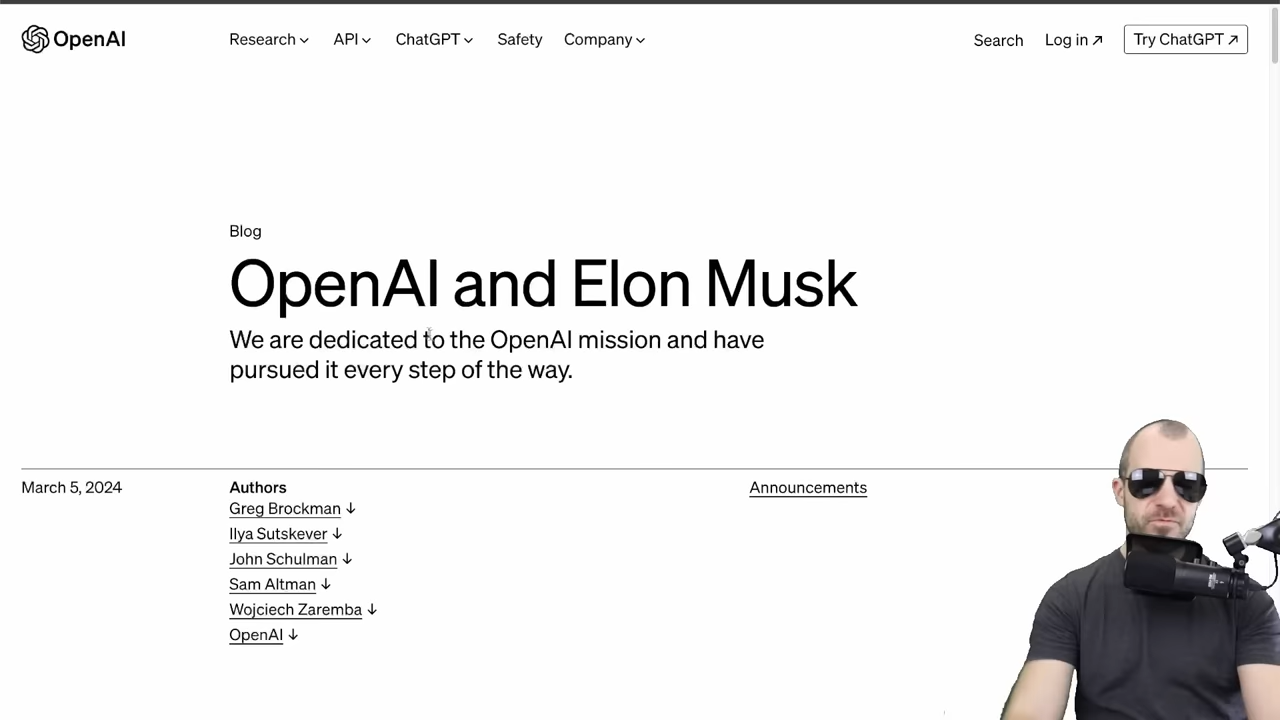 OpenAI Research API ChatGPT Safety Company Search Log in ↗ Try ChatGPT ↗
Blog
OpenAI and Elon Musk
We are dedicated to the OpenAI mission and have
pursued it every step of the way.
March 5, 2024
Authors
Greg Brockman ↓
Ilya Sutskever ↓
John Schulman ↓
Sam Altman ↓
Wojciech Zaremba ↓
OpenAI ↓
Announcements